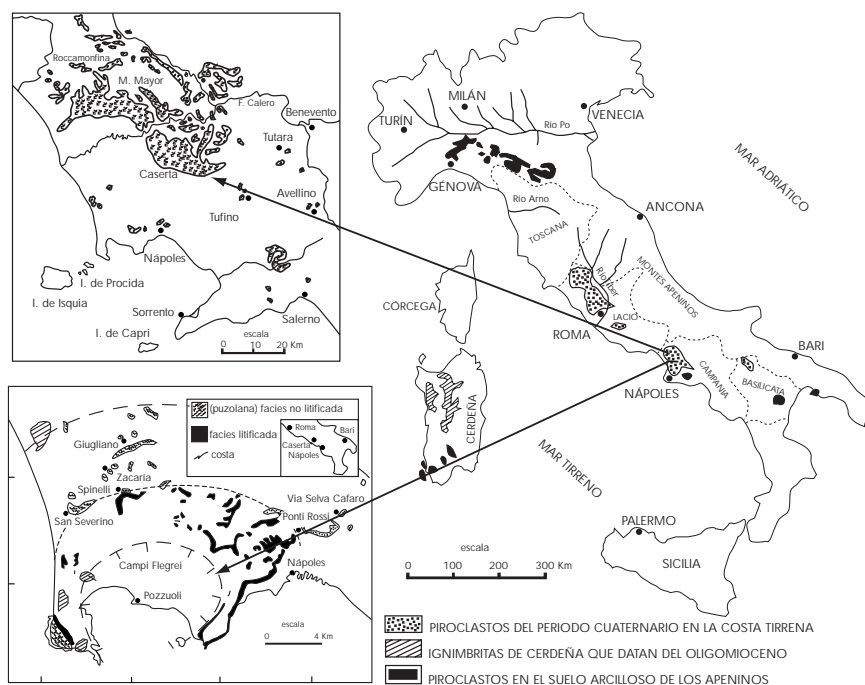 Roccamonfina
M. Mayor
F. Calero
Benevento
Tutara
Caserta
Avellino
Tufino
Nápoles
I. de Procida
I. de Isquia
Sorrento
Salerno
I. de Capri
escala
0 10 20 Km
MILÁN
TURÍN
VENECIA
Río Po
GÉNOVA
MAR ADRIÁTICO
Río Arno
ANCONA
TOSCANA
MONTES APENINOS
CÓRCEGA
ROMA
LACIO
BARI
NÁPOLES
CAMPANIA
BASILICATA
CERDEÑA
MAR TIRRENO
PALERMO
SICILIA
escala
0 100 200 300 Km
(puzolana) facies no litificada
facies litificada
costa
Roma
Bari
Caserta
Nápoles
Giugliano
Zacaria
Spinelli
San Severino
Via Selva Cafaro
Ponti Rossi
Campi Flegrei
Nápoles
Pozzuoli
escala
0 4 Km
PIROCLASTOS DEL PERIODO CUATERNARIO EN LA COSTA TIRRENA
IGNIMBRITAS DE CERDEÑA QUE DATAN DEL OLIGOMIOCENO
PIROCLASTOS EN EL SUELO ARCILLOSO DE LOS APENINOS